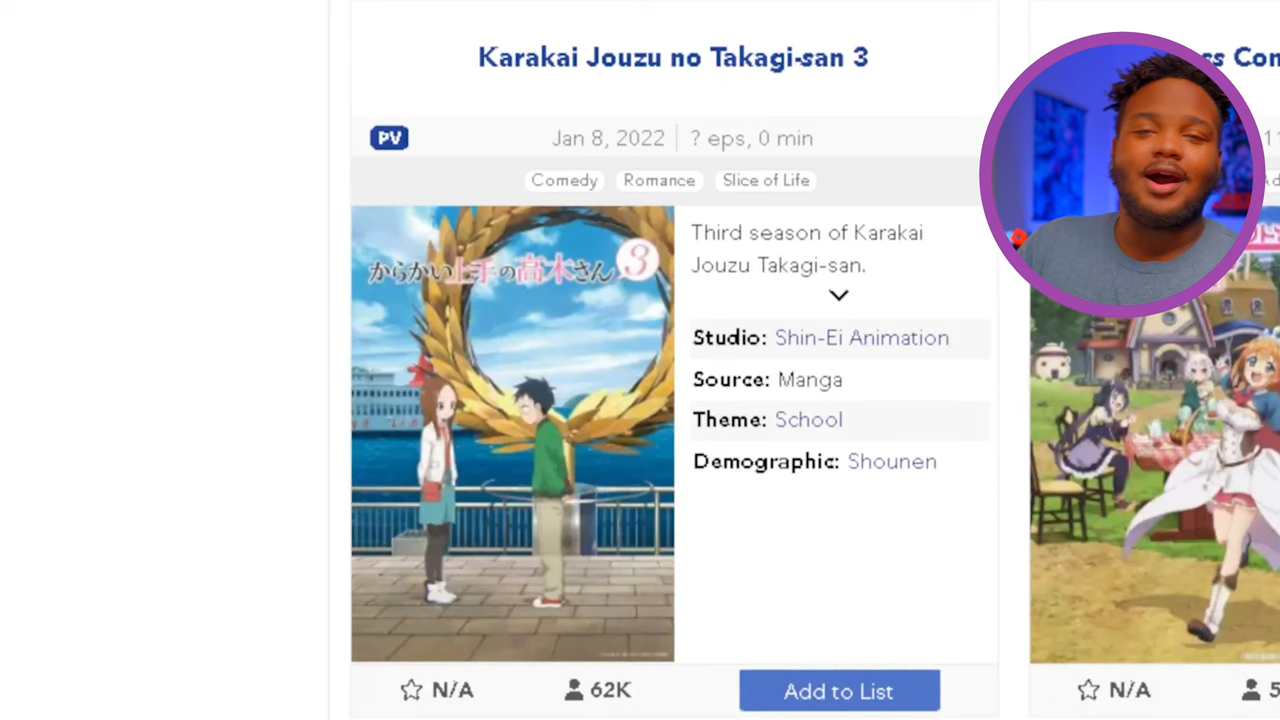 Karakai Jouzu no Takagi-san 3
PV
Jan 8, 2022 ? eps, 0 min
Comedy Romance Slice of Life
からかい上手の高木さん3
Third season of Karakai
Jouzu Takagi-san.
Studio: Shin-Ei Animation
Source: Manga
Theme: School
Demographic: Shounen
N/A 62K Add to List
N/A